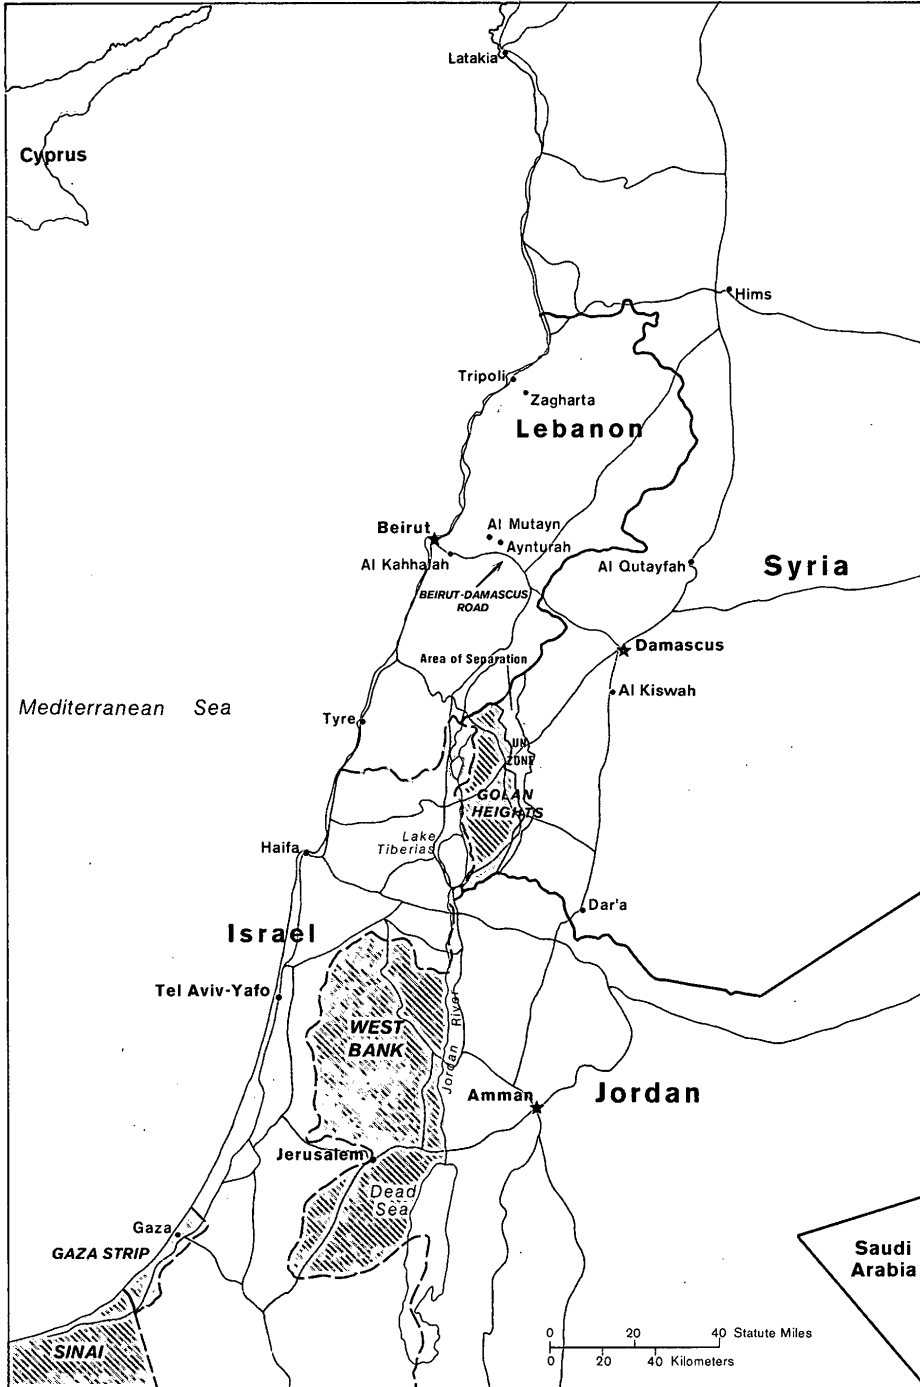 Latakia
Cyprus
Hims
Tripoli
Zagharta
Lebanon
Al Mutayn
Beirut
Aynturah
Al Kahhalah
Al Qutayfah
Syria
BEIRUT-DAMASCUS
ROAD
Damascus
Area of Separation
Al Kiswah
Mediterranean Sea
Tyre
UN
ZONE
GOLAN
HEIGHTS
Lake
Tiberias
Haifa
Dar'a
Israel
Tel Aviv-Yafo
WEST
BANK
Jordan River
Amman
Jordan
Jerusalem
Dead
Sea
Gaza
GAZA STRIP
Saudi
Arabia
SINAI
0 20 40 Statute Miles
0 20 40 Kilometers